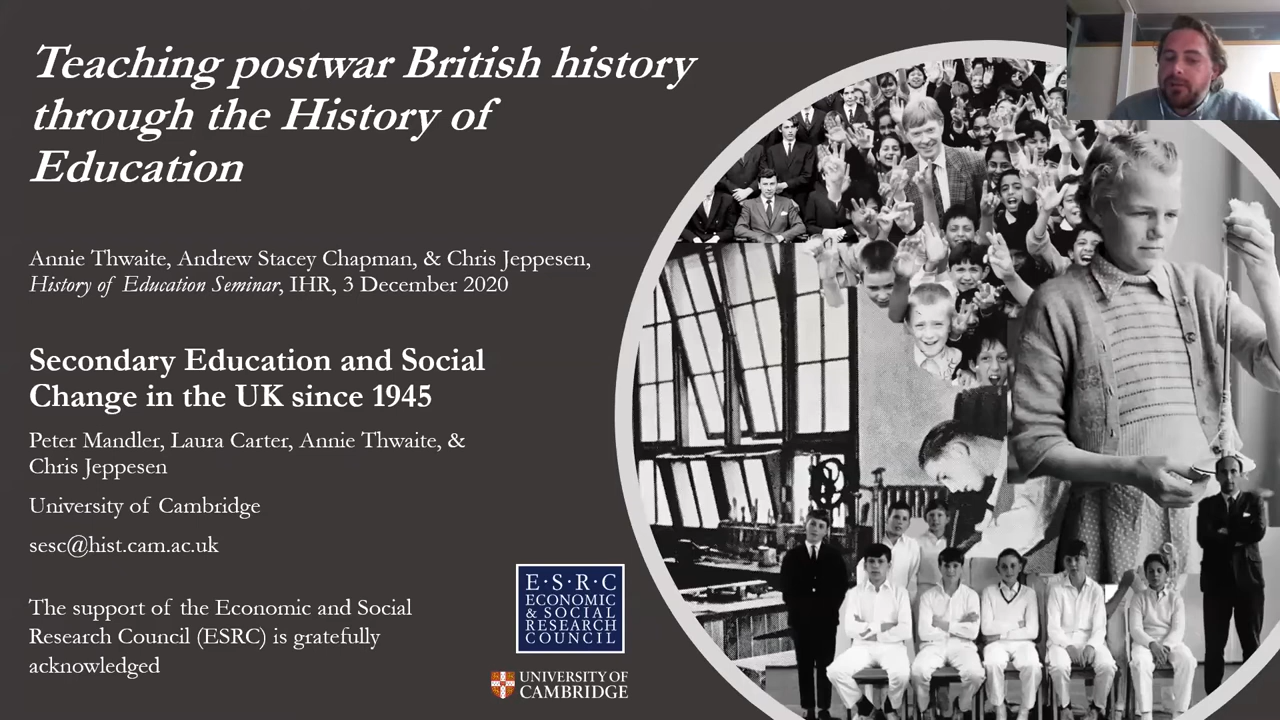 Teaching postwar British history
through the History of
Education
Annie Thwaite, Andrew Stacey Chapman, & Chris Jeppesen,
History of Education Seminar, IHR, 3 December 2020
Secondary Education and Social
Change in the UK since 1945
Peter Mandler, Laura Carter, Annie Thwaite, &
Chris Jeppesen
University of Cambridge
sesc@hist.cam.ac.uk
The support of the Economic and Social
Research Council (ESRC) is gratefully
acknowledged
E·S·R·C
ECONOMIC
& SOCIAL
RESEARCH
COUNCIL
UNIVERSITY OF
CAMBRIDGE